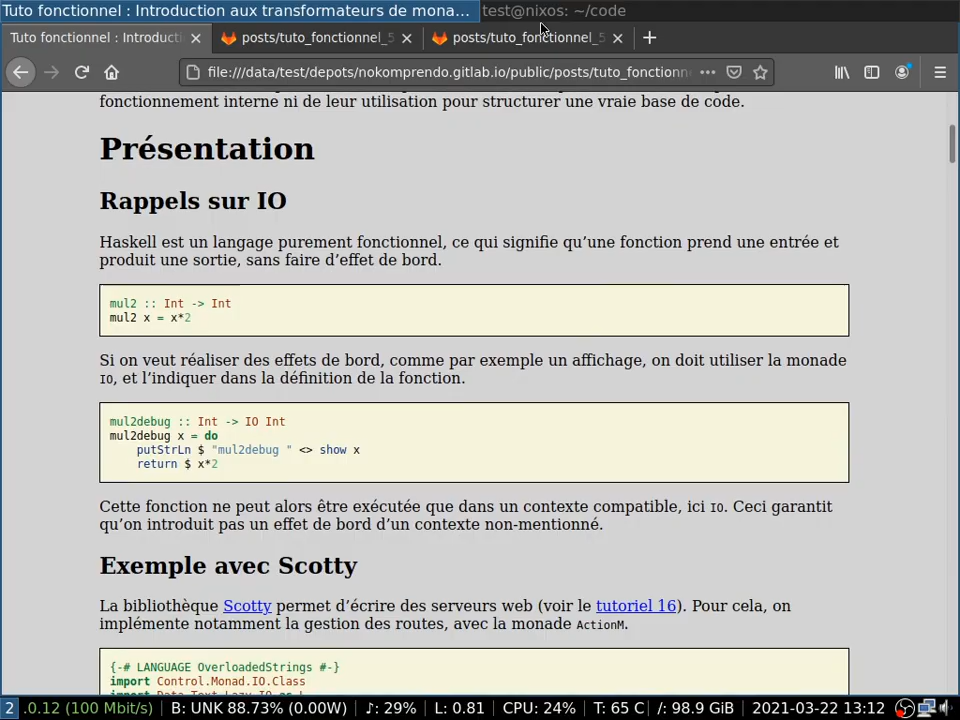 Tuto fonctionnel : Introduction aux transformateurs de mona...
test@nixos: ~/code
Tuto fonctionnel : Introducti
posts/tuto_fonctionnel_5
posts/tuto_fonctionnel_5
file:///data/test/depots/nokomprendo.gitlab.io/public/posts/tuto_fonctionn
fonctionnement interne ni de leur utilisation pour structurer une vraie base de code.
Présentation
Rappels sur IO
Haskell est un langage purement fonctionnel, ce qui signifie qu’une fonction prend une entrée et
produit une sortie, sans faire d’effet de bord.
mul2 :: Int -> Int
mul2 x = x*2
Si on veut réaliser des effets de bord, comme par exemple un affichage, on doit utiliser la monade
IO, et l’indiquer dans la définition de la fonction.
mul2debug :: Int -> IO Int
mul2debug x = do
    putStrLn $ "mul2debug " <> show x
    return $ x*2
Cette fonction ne peut alors être exécutée que dans un contexte compatible, ici IO. Ceci garantit
qu’on introduit pas un effet de bord d’un contexte non-mentionné.
Exemple avec Scotty
La bibliothèque Scotty permet d’écrire des serveurs web (voir le tutoriel 16). Pour cela, on
implémente notamment la gestion des routes, avec la monade ActionM.
{-# LANGUAGE OverloadedStrings #-}
import Control.Monad.IO.Class
import Data.Text.Lazy.IO as L
2 .0.12 (100 Mbit/s) B: UNK 88.73% (0.00W) ♪: 29% L: 0.81 CPU: 24% T: 65 C /: 98.9 GiB 2021-03-22 13:12